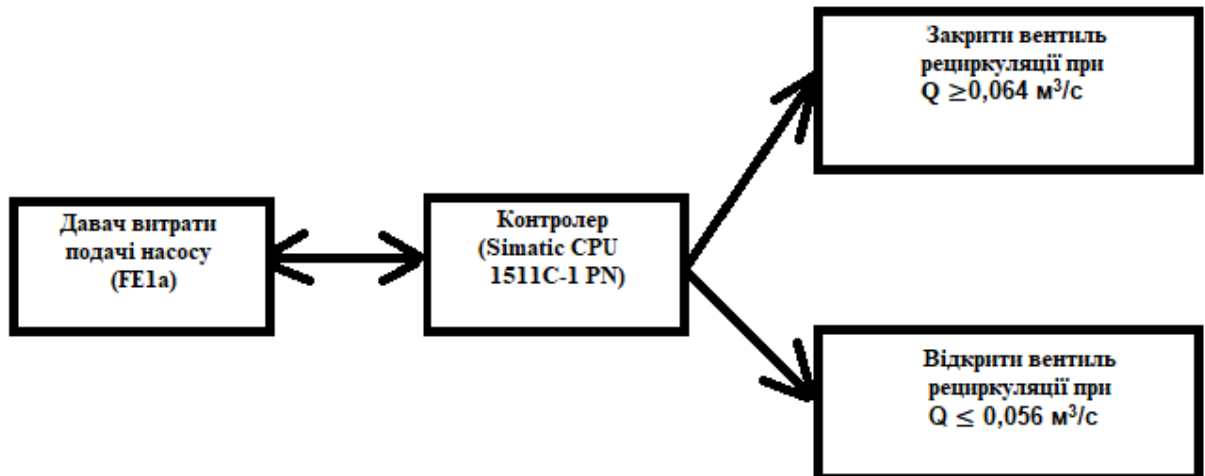 Давач витрати
подачі насосу
(FE1a)
Контролер
(Simatic CPU
1511C-1 PN)
Закрити вентиль
рециркуляції при
Q ≥0,064 м³/с
Відкрити вентиль
рециркуляції при
Q ≤ 0,056 м³/с